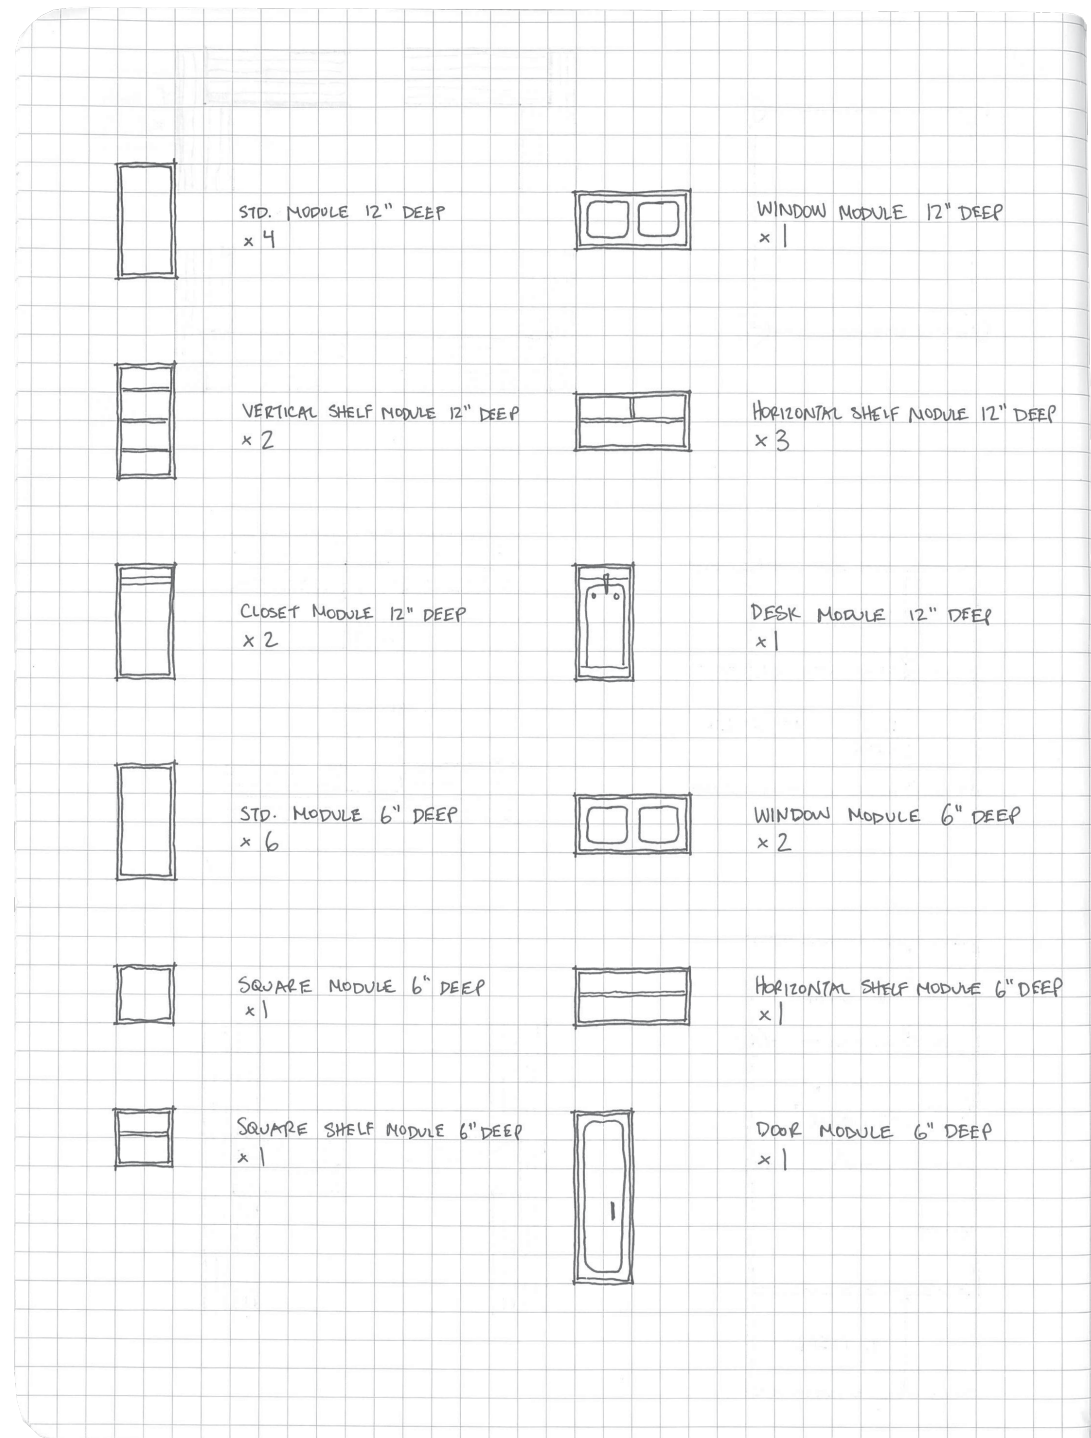 STD. MODULE 12" DEEP
x 4
WINDOW MODULE 12" DEEP
x 1
VERTICAL SHELF MODULE 12" DEEP
x 2
HORIZONTAL SHELF MODULE 12" DEEP
x 3
CLOSET MODULE 12" DEEP
x 2
DESK MODULE 12" DEEP
x 1
STD. MODULE 6" DEEP
x 6
WINDOW MODULE 6" DEEP
x 2
SQUARE MODULE 6" DEEP
x 1
HORIZONTAL SHELF MODULE 6" DEEP
x 1
SQUARE SHELF MODULE 6" DEEP
x 1
DOOR MODULE 6" DEEP
x 1